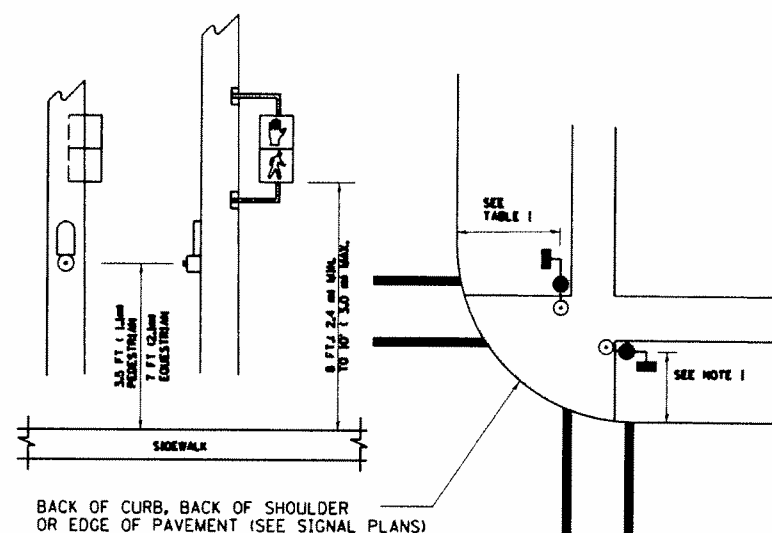 SEE
TABLE 1
3.5 FT ( 1.1m)
PEDESTRIAN
7 FT (2.1m)
EQUESTRIAN
8 FT.( 2.4 m) MIN.
TO 10' ( 3.0 m) MAX.
SEE NOTE 1
SIDEWALK
BACK OF CURB, BACK OF SHOULDER
OR EDGE OF PAVEMENT (SEE SIGNAL PLANS)